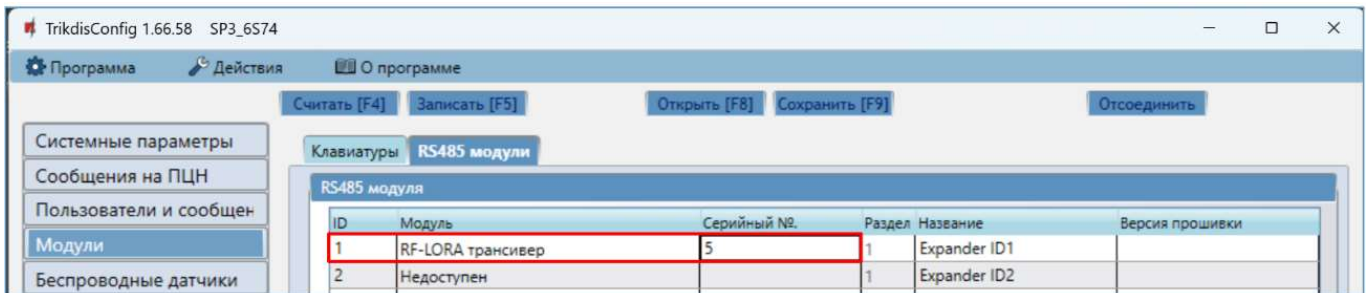 TrikdisConfig 1.66.58 SP3_6S74
Программа Действия О программе
Считать [F4] Записать [F5] Открыть [F8] Сохранить [F9] Отсоединить
Системные параметры
Сообщения на ПЦН
Пользователи и сообщен
Модули
Беспроводные датчики
Клавиатуры RS485 модули
RS485 модуля
ID Модуль Серийный №. Раздел Название Версия прошивки
1 RF-LORA трансивер 5 1 Expander ID1
2 Недоступен 1 Expander ID2